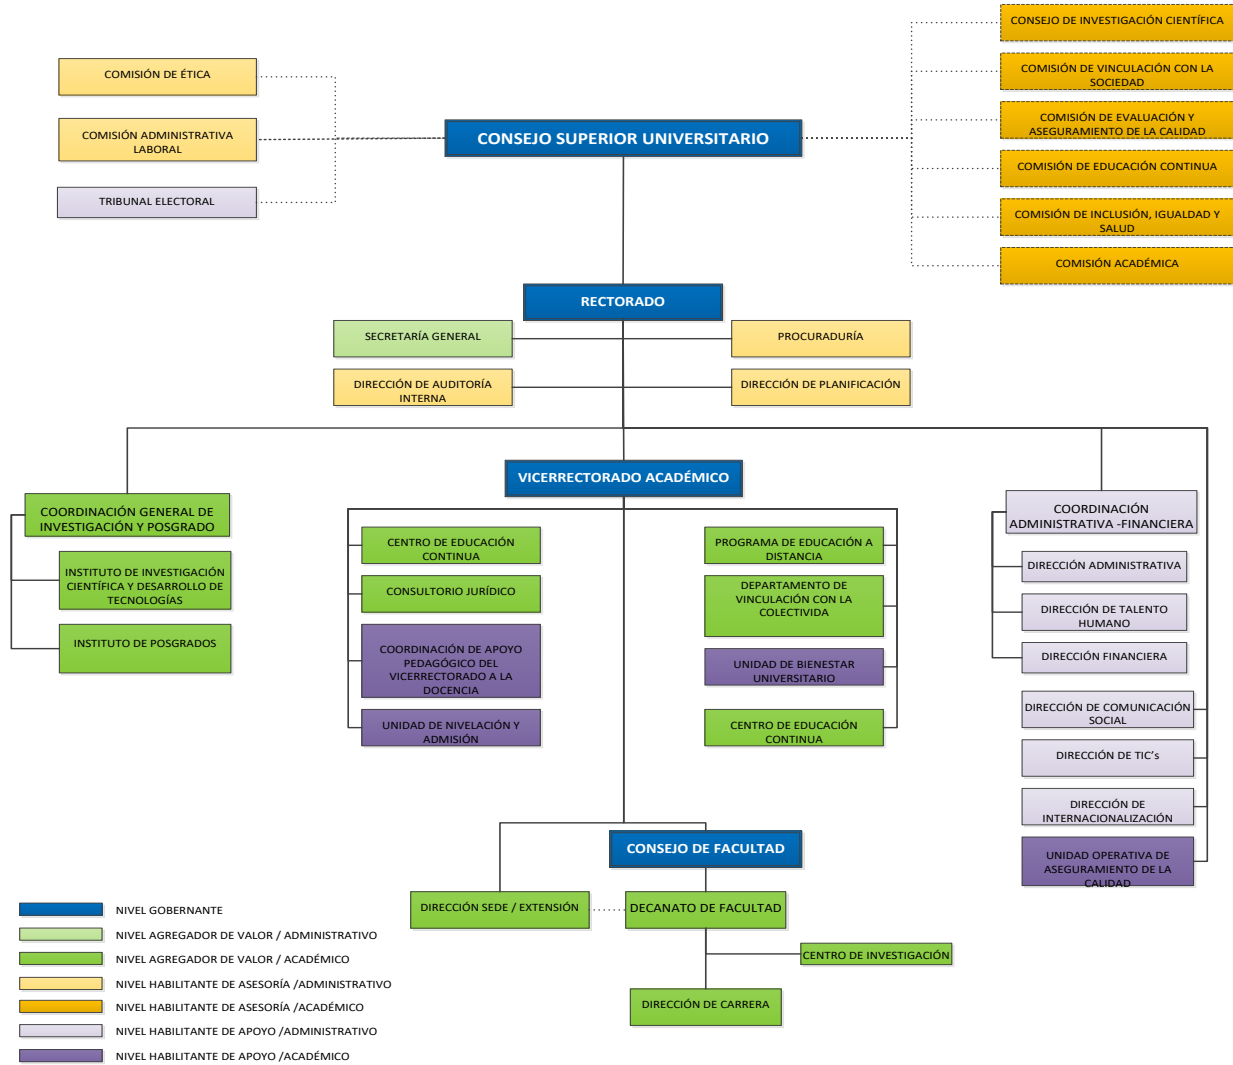 CONSEJO DE INVESTIGACIÓN CIENTÍFICA
COMISIÓN DE ÉTICA
COMISIÓN DE VINCULACIÓN CON LA
SOCIEDAD
COMISIÓN ADMINISTRATIVA
LABORAL
CONSEJO SUPERIOR UNIVERSITARIO
COMISIÓN DE EVALUACIÓN Y
ASEGURAMIENTO DE LA CALIDAD
COMISIÓN DE EDUCACIÓN CONTINUA
TRIBUNAL ELECTORAL
COMISIÓN DE INCLUSIÓN, IGUALDAD Y
SALUD
COMISIÓN ACADÉMICA
RECTORADO
SECRETARÍA GENERAL
PROCURADURÍA
DIRECCIÓN DE AUDITORÍA
INTERNA
DIRECCIÓN DE PLANIFICACIÓN
VICERRECTORADO ACADÉMICO
COORDINACIÓN GENERAL DE
INVESTIGACIÓN Y POSGRADO
INSTITUTO DE INVESTIGACIÓN
CIENTÍFICA Y DESARROLLO DE
TECNOLOGÍAS
INSTITUTO DE POSGRADOS
CENTRO DE EDUCACIÓN
CONTINUA
CONSULTORIO JURÍDICO
COORDINACIÓN DE APOYO
PEDAGÓGICO DEL
VICERRECTORADO A LA
DOCENCIA
UNIDAD DE NIVELACIÓN Y
ADMISIÓN
PROGRAMA DE EDUCACIÓN A
DISTANCIA
DEPARTAMENTO DE
VINCULACIÓN CON LA
COLECTIVIDA
UNIDAD DE BIENESTAR
UNIVERSITARIO
CENTRO DE EDUCACIÓN
CONTINUA
COORDINACIÓN
ADMINISTRATIVA -FINANCIERA
DIRECCIÓN ADMINISTRATIVA
DIRECCIÓN DE TALENTO
HUMANO
DIRECCIÓN FINANCIERA
DIRECCIÓN DE COMUNICACIÓN
SOCIAL
DIRECCIÓN DE TIC's
DIRECCIÓN DE
INTERNACIONALIZACIÓN
UNIDAD OPERATIVA DE
ASEGURAMIENTO DE LA
CALIDAD
CONSEJO DE FACULTAD
DIRECCIÓN SEDE / EXTENSIÓN
DECANATO DE FACULTAD
CENTRO DE INVESTIGACIÓN
DIRECCIÓN DE CARRERA
NIVEL GOBERNANTE
NIVEL AGREGADOR DE VALOR / ADMINISTRATIVO
NIVEL AGREGADOR DE VALOR / ACADÉMICO
NIVEL HABILITANTE DE ASESORÍA /ADMINISTRATIVO
NIVEL HABILITANTE DE ASESORÍA /ACADÉMICO
NIVEL HABILITANTE DE APOYO /ADMINISTRATIVO
NIVEL HABILITANTE DE APOYO /ACADÉMICO